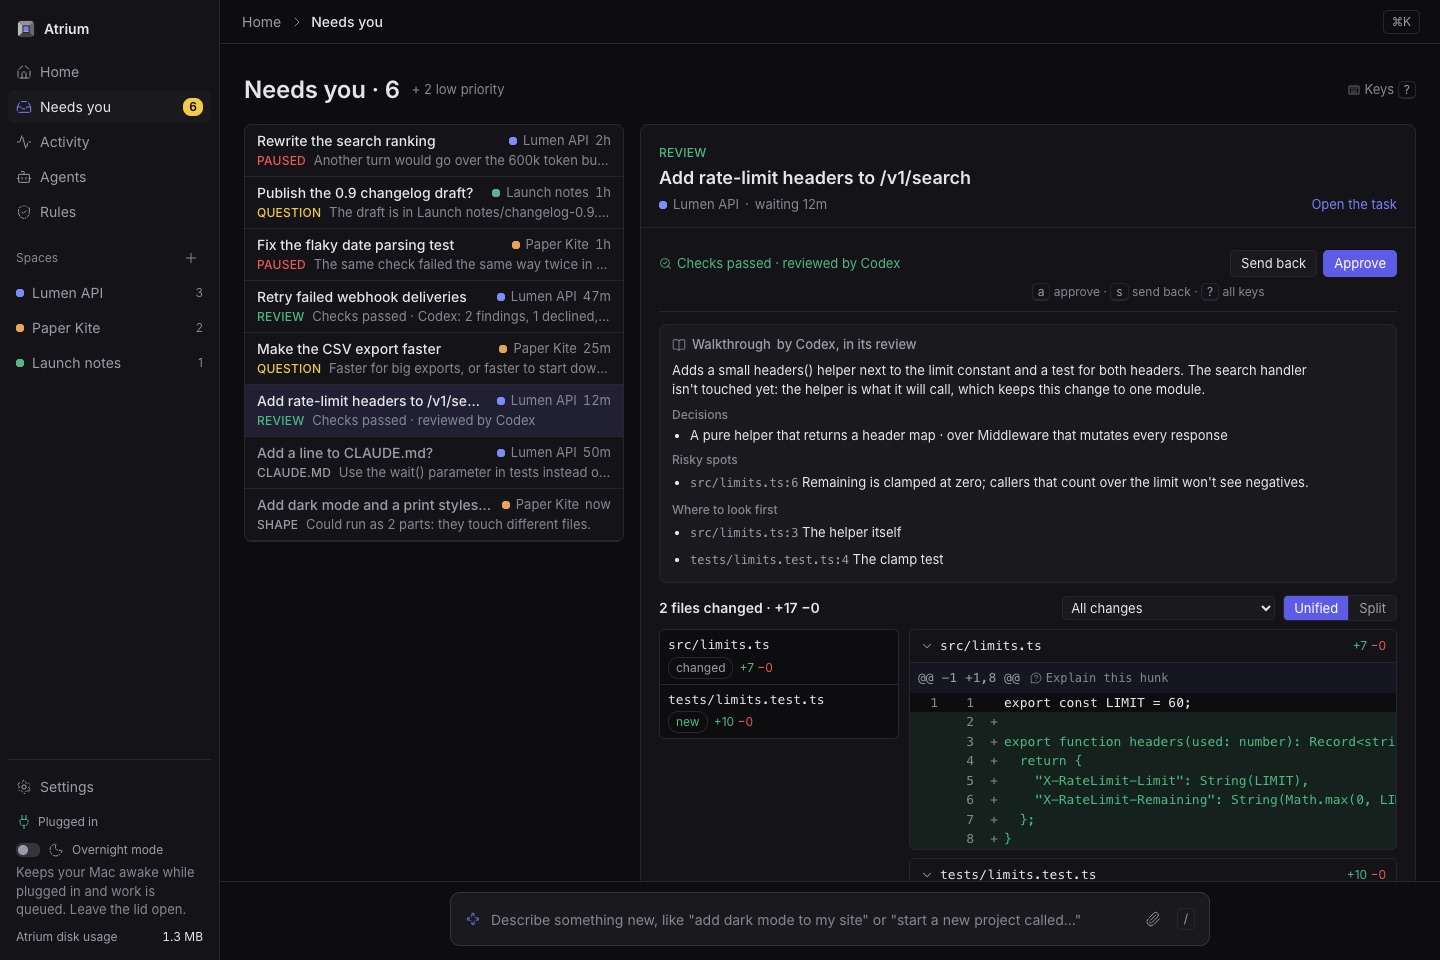 Atrium
Home
Needs you 6
Activity
Agents
Rules
Spaces
Lumen API 3
Paper Kite 2
Launch notes 1
Settings
Plugged in
Overnight mode
Keeps your Mac awake while
plugged in and work is
queued. Leave the lid open.
Atrium disk usage 1.3 MB
Home > Needs you
⌘K
Needs you · 6 + 2 low priority
Keys ?
Rewrite the search ranking Lumen API 2h
PAUSED Another turn would go over the 600k token bu...
Publish the 0.9 changelog draft? Launch notes 1h
QUESTION The draft is in Launch notes/changelog-0.9....
Fix the flaky date parsing test Paper Kite 1h
PAUSED The same check failed the same way twice in ...
Retry failed webhook deliveries Lumen API 47m
REVIEW Checks passed · Codex: 2 findings, 1 declined,...
Make the CSV export faster Paper Kite 25m
QUESTION Faster for big exports, or faster to start dow...
Add rate-limit headers to /v1/se... Lumen API 12m
REVIEW Checks passed · reviewed by Codex
Add a line to CLAUDE.md? Lumen API 50m
CLAUDE.MD Use the wait() parameter in tests instead o...
Add dark mode and a print styles... Paper Kite now
SHAPE Could run as 2 parts: they touch different files.
REVIEW
Add rate-limit headers to /v1/search
Lumen API · waiting 12m
Open the task
Checks passed · reviewed by Codex
Send back Approve
a approve · s send back · ? all keys
Walkthrough by Codex, in its review
Adds a small headers() helper next to the limit constant and a test for both headers. The search handler
isn't touched yet: the helper is what it will call, which keeps this change to one module.
Decisions
• A pure helper that returns a header map · over Middleware that mutates every response
Risky spots
• src/limits.ts:6 Remaining is clamped at zero; callers that count over the limit won't see negatives.
Where to look first
• src/limits.ts:3 The helper itself
• tests/limits.test.ts:4 The clamp test
2 files changed · +17 −0
All changes
Unified Split
src/limits.ts
changed +7 −0
tests/limits.test.ts
new +10 −0
src/limits.ts +7 −0
@@ −1 +1,8 @@ Explain this hunk
1 1 export const LIMIT = 60;
2 +
3 + export function headers(used: number): Record<stri
4 + return {
5 + "X-RateLimit-Limit": String(LIMIT),
6 + "X-RateLimit-Remaining": String(Math.max(0, LI
7 + };
8 + }
tests/limits.test.ts +10 −0
Describe something new, like "add dark mode to my site" or "start a new project called..."
/